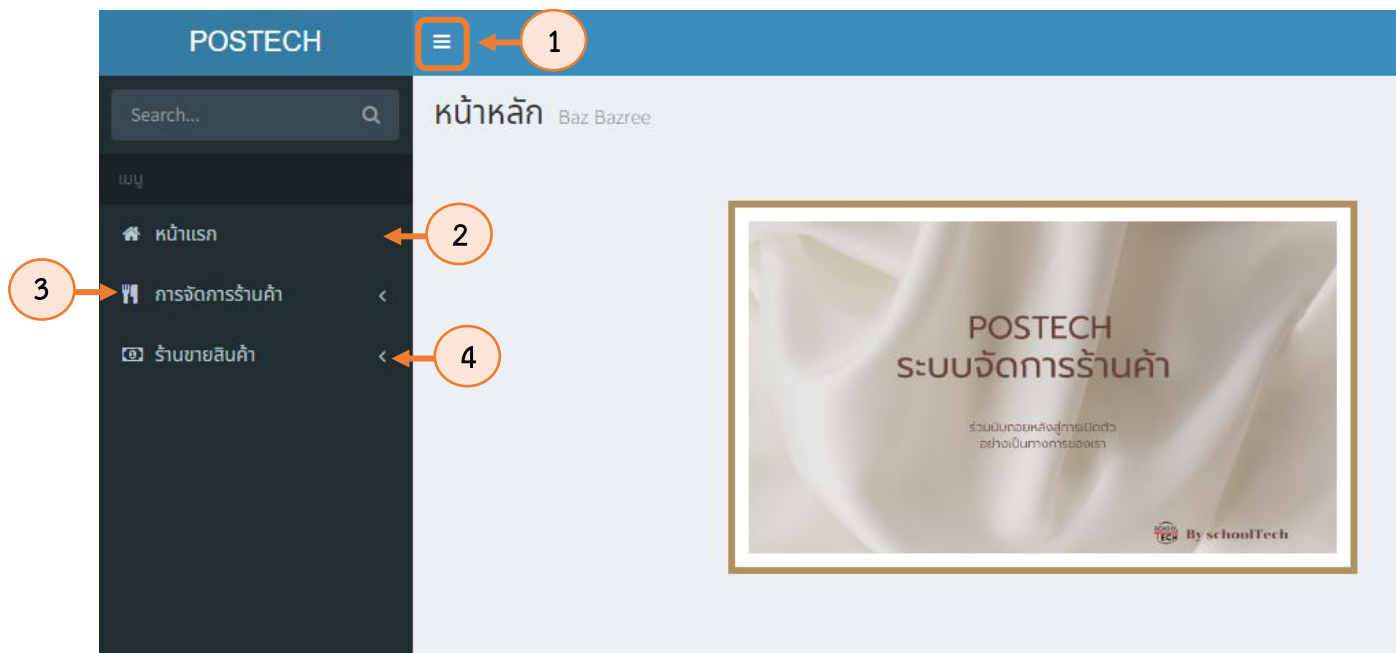 POSTECH
1
Search...
หน้าหลัก Baz Bazree
เมนู
หน้าแรก
2
3
การจัดการร้านค้า
ร้านขายสินค้า
4
POSTECH
ระบบจัดการร้านค้า
ร่วมนับถอยหลังสู่การเปิดตัว
อย่างเป็นทางการของเรา
SCHOOL
TECH
By schoolTech